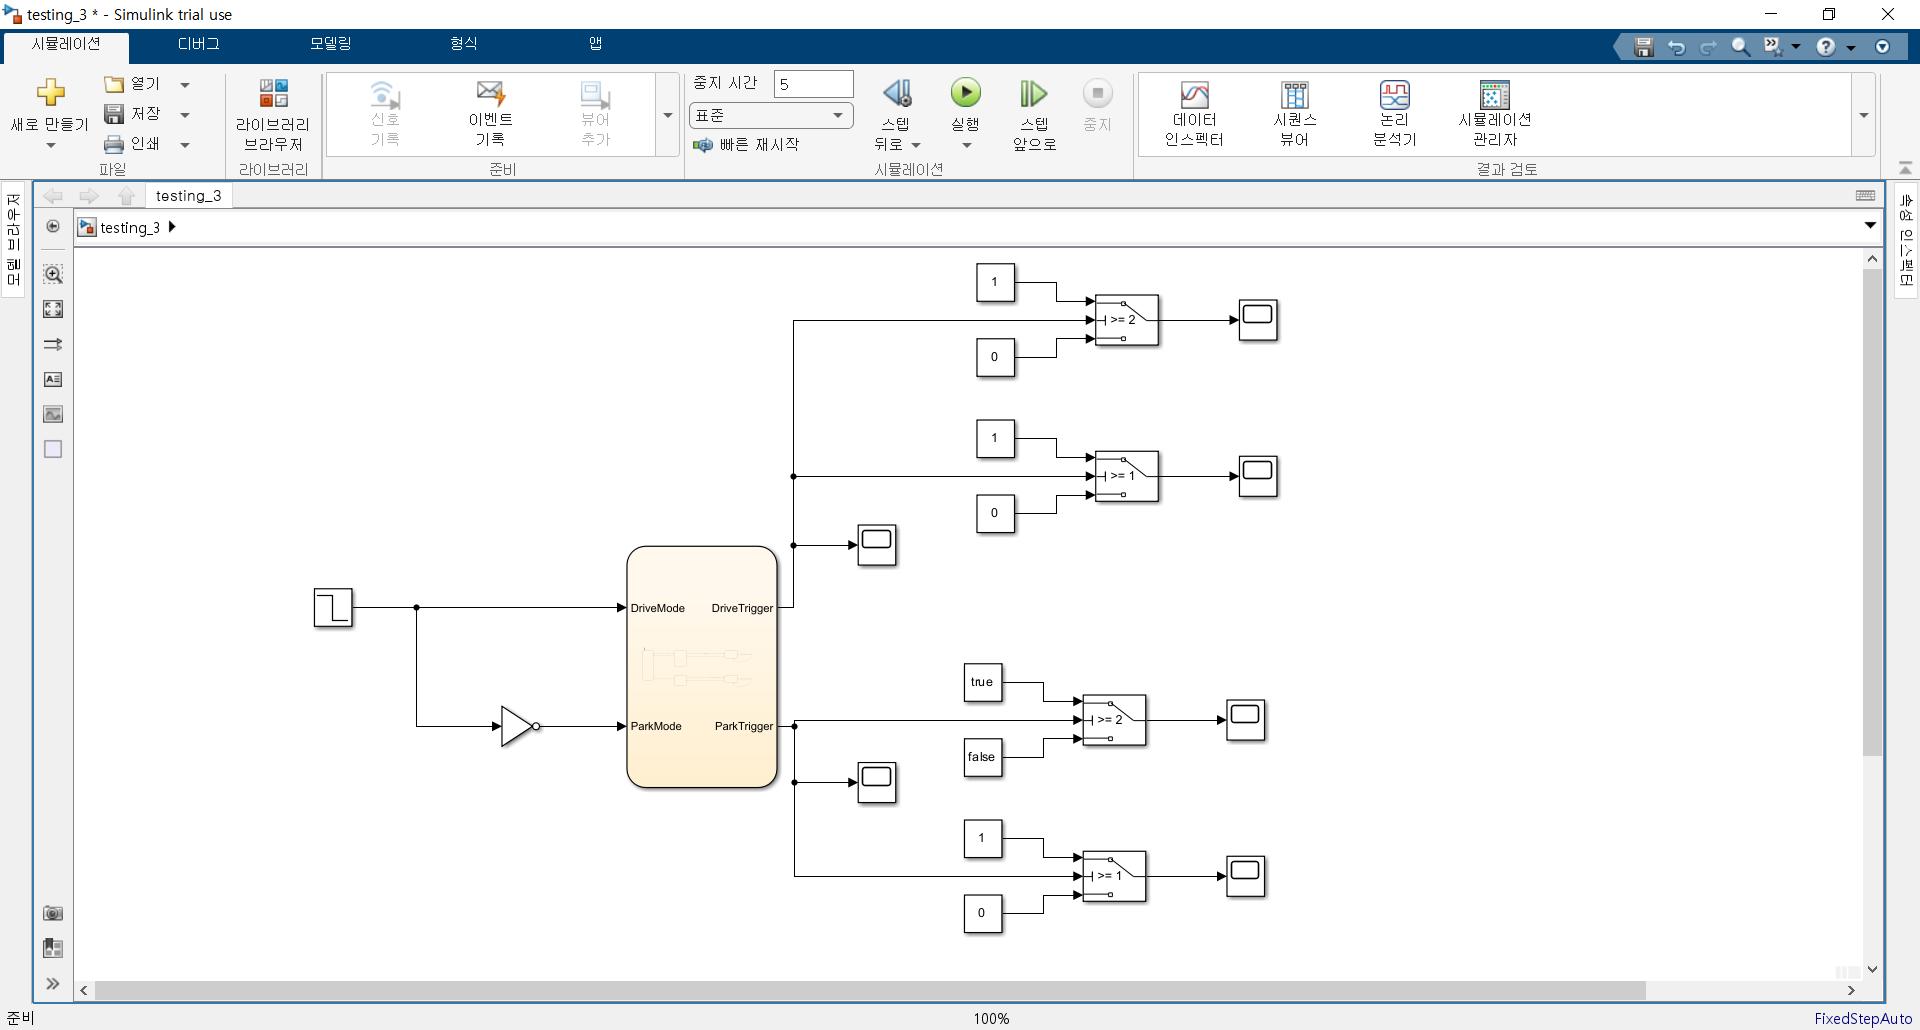 testing_3 * - Simulink trial use
시뮬레이션
디버그
모델링
형식
앱
새로 만들기
열기
저장
인쇄
파일
라이브러리
브라우저
라이브러리
신호
기록
이벤트
기록
뷰어
추가
준비
중지 시간
5
표준
빠른 재시작
스텝
뒤로
실행
스텝
앞으로
중지
시뮬레이션
데이터
인스펙터
시퀀스
뷰어
논리
분석기
시뮬레이션
관리자
결과 검토
모델 브라우저
testing_3
testing_3
속성 인스펙터
1
>= 2
0
1
>= 1
0
DriveMode
DriveTrigger
ParkMode
ParkTrigger
true
>= 2
false
1
>= 1
0
준비
100%
FixedStepAuto